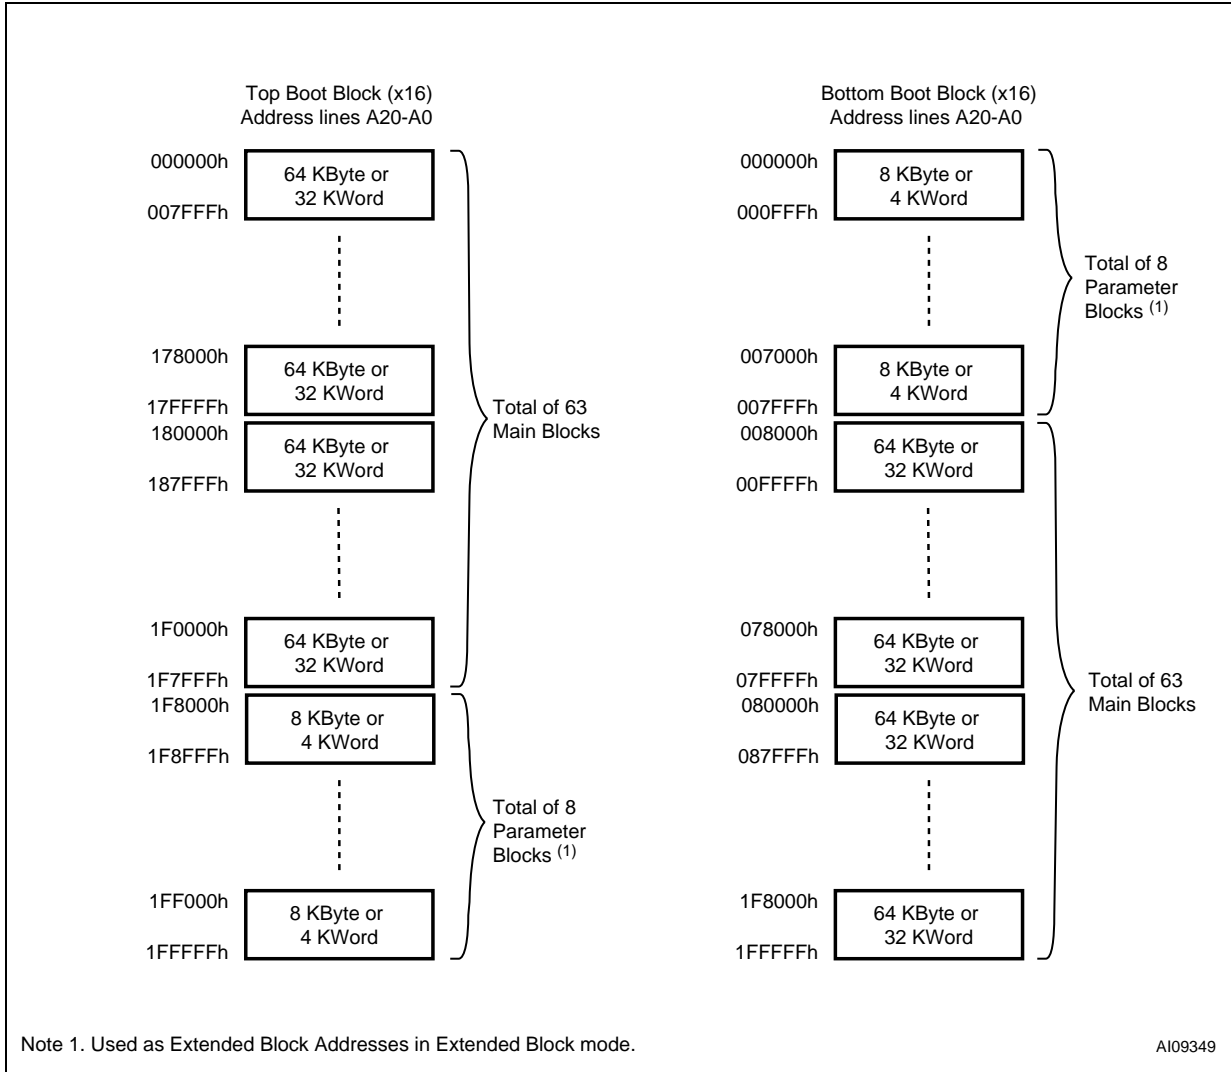 Top Boot Block (x16)
Address lines A20-A0
000000h
64 KByte or
32 KWord
007FFFh
178000h
64 KByte or
32 KWord
17FFFFh
180000h
64 KByte or
32 KWord
187FFFh
Total of 63
Main Blocks
1F0000h
64 KByte or
32 KWord
1F7FFFh
1F8000h
8 KByte or
4 KWord
1F8FFFh
Total of 8
Parameter
Blocks (1)
1FF000h
8 KByte or
4 KWord
1FFFFFh
Bottom Boot Block (x16)
Address lines A20-A0
000000h
8 KByte or
4 KWord
000FFFh
Total of 8
Parameter
Blocks (1)
007000h
8 KByte or
4 KWord
007FFFh
008000h
64 KByte or
32 KWord
00FFFFh
078000h
64 KByte or
32 KWord
07FFFFh
080000h
64 KByte or
32 KWord
087FFFh
Total of 63
Main Blocks
1F8000h
64 KByte or
32 KWord
1FFFFFh
Note 1. Used as Extended Block Addresses in Extended Block mode.
AI09349